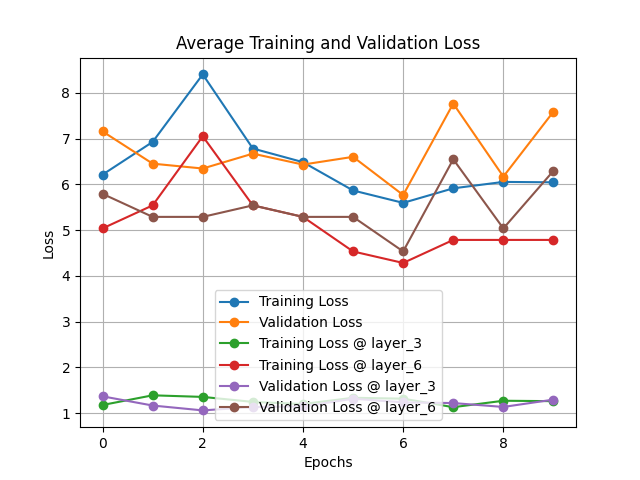 Average Training and Validation Loss
Loss
8
7
6
5
4
3
2
1
Training Loss
Validation Loss
Training Loss @ layer_3
Training Loss @ layer_6
Validation Loss @ layer_3
Validation Loss @ layer_6
0 2 4 6 8
Epochs